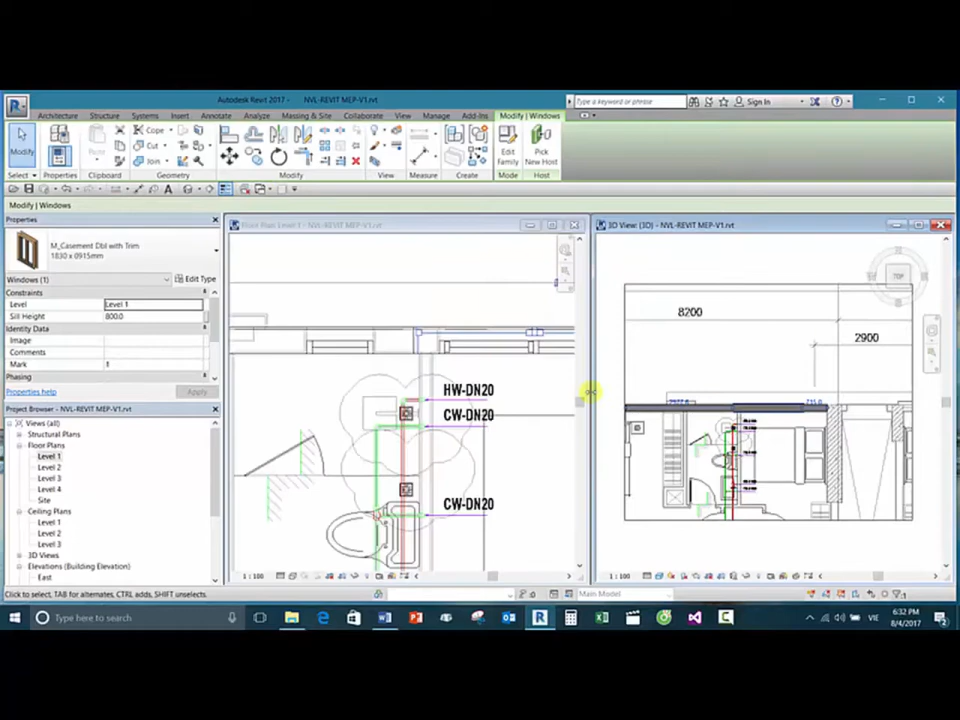 Autodesk Revit 2017 - NVL-REVIT MEP-V1.rvt
Type a keyword or phrase
Sign In
Architecture Structure Systems Insert Annotate Analyze Massing & Site Collaborate View Manage Add-Ins Modify | Windows
Modify
Paste
Cope
Cut
Join
Edit
Family
Pick
New Host
Select Properties Clipboard Geometry Modify View Measure Create Mode Host
Modify | Windows
Properties
M_Casement Dbl with Trim
1830 x 0915mm
Windows (1)
Edit Type
Constraints
Level Level 1
Sill Height 800.0
Identity Data
Image
Comments
Mark 1
Phasing
Properties help
Apply
Project Browser - NVL-REVIT MEP-V1.rvt
Views (all)
Structural Plans
Floor Plans
Level 1
Level 2
Level 3
Level 4
Site
Ceiling Plans
Level 1
Level 2
Level 3
3D Views
Elevations (Building Elevation)
East
Floor Plan: Level 1 - NVL-REVIT MEP-V1.rvt
HW-DN20
CW-DN20
CW-DN20
1 : 100
3D View: {3D} - NVL-REVIT MEP-V1.rvt
TOP
8200
2900
1 : 100
Click to select, TAB for alternates, CTRL adds, SHIFT unselects.
:0
Main Model
:1
Type here to search
VIE
6:32 PM
8/4/2017